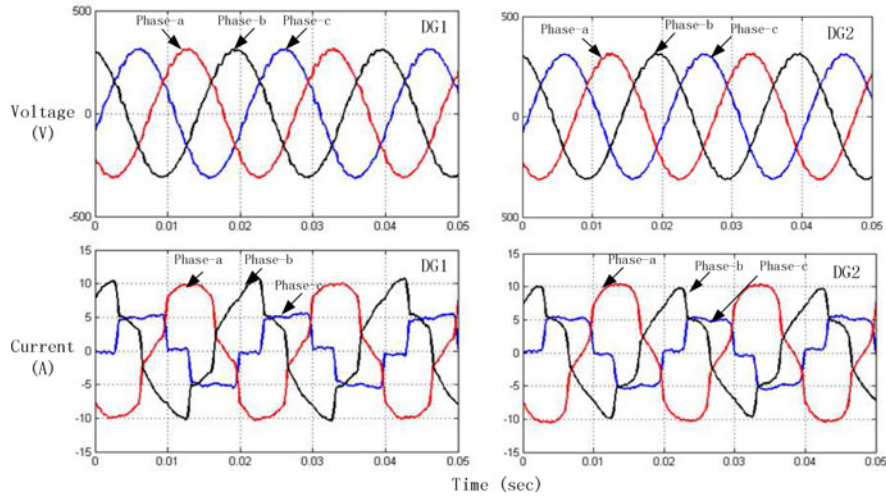 500
Phase-a
Phase-b
Phase-c
DG1
Voltage
(V)
0
-500
0
0.01
0.02
0.03
0.04
0.05
500
Phase-a
Phase-b
Phase-c
DG2
0
500
0
0.01
0.02
0.03
0.04
0.05
15
10
5
0
-5
-10
-15
Phase-a
Phase-b
Phase-c
DG1
Current
(A)
0
0.01
0.02
0.03
0.04
0.05
15
10
5
0
-5
-10
-15
Phase-a
Phase-b
Phase-c
DG2
0
0.01
0.02
0.03
0.04
0.05
Time (sec)